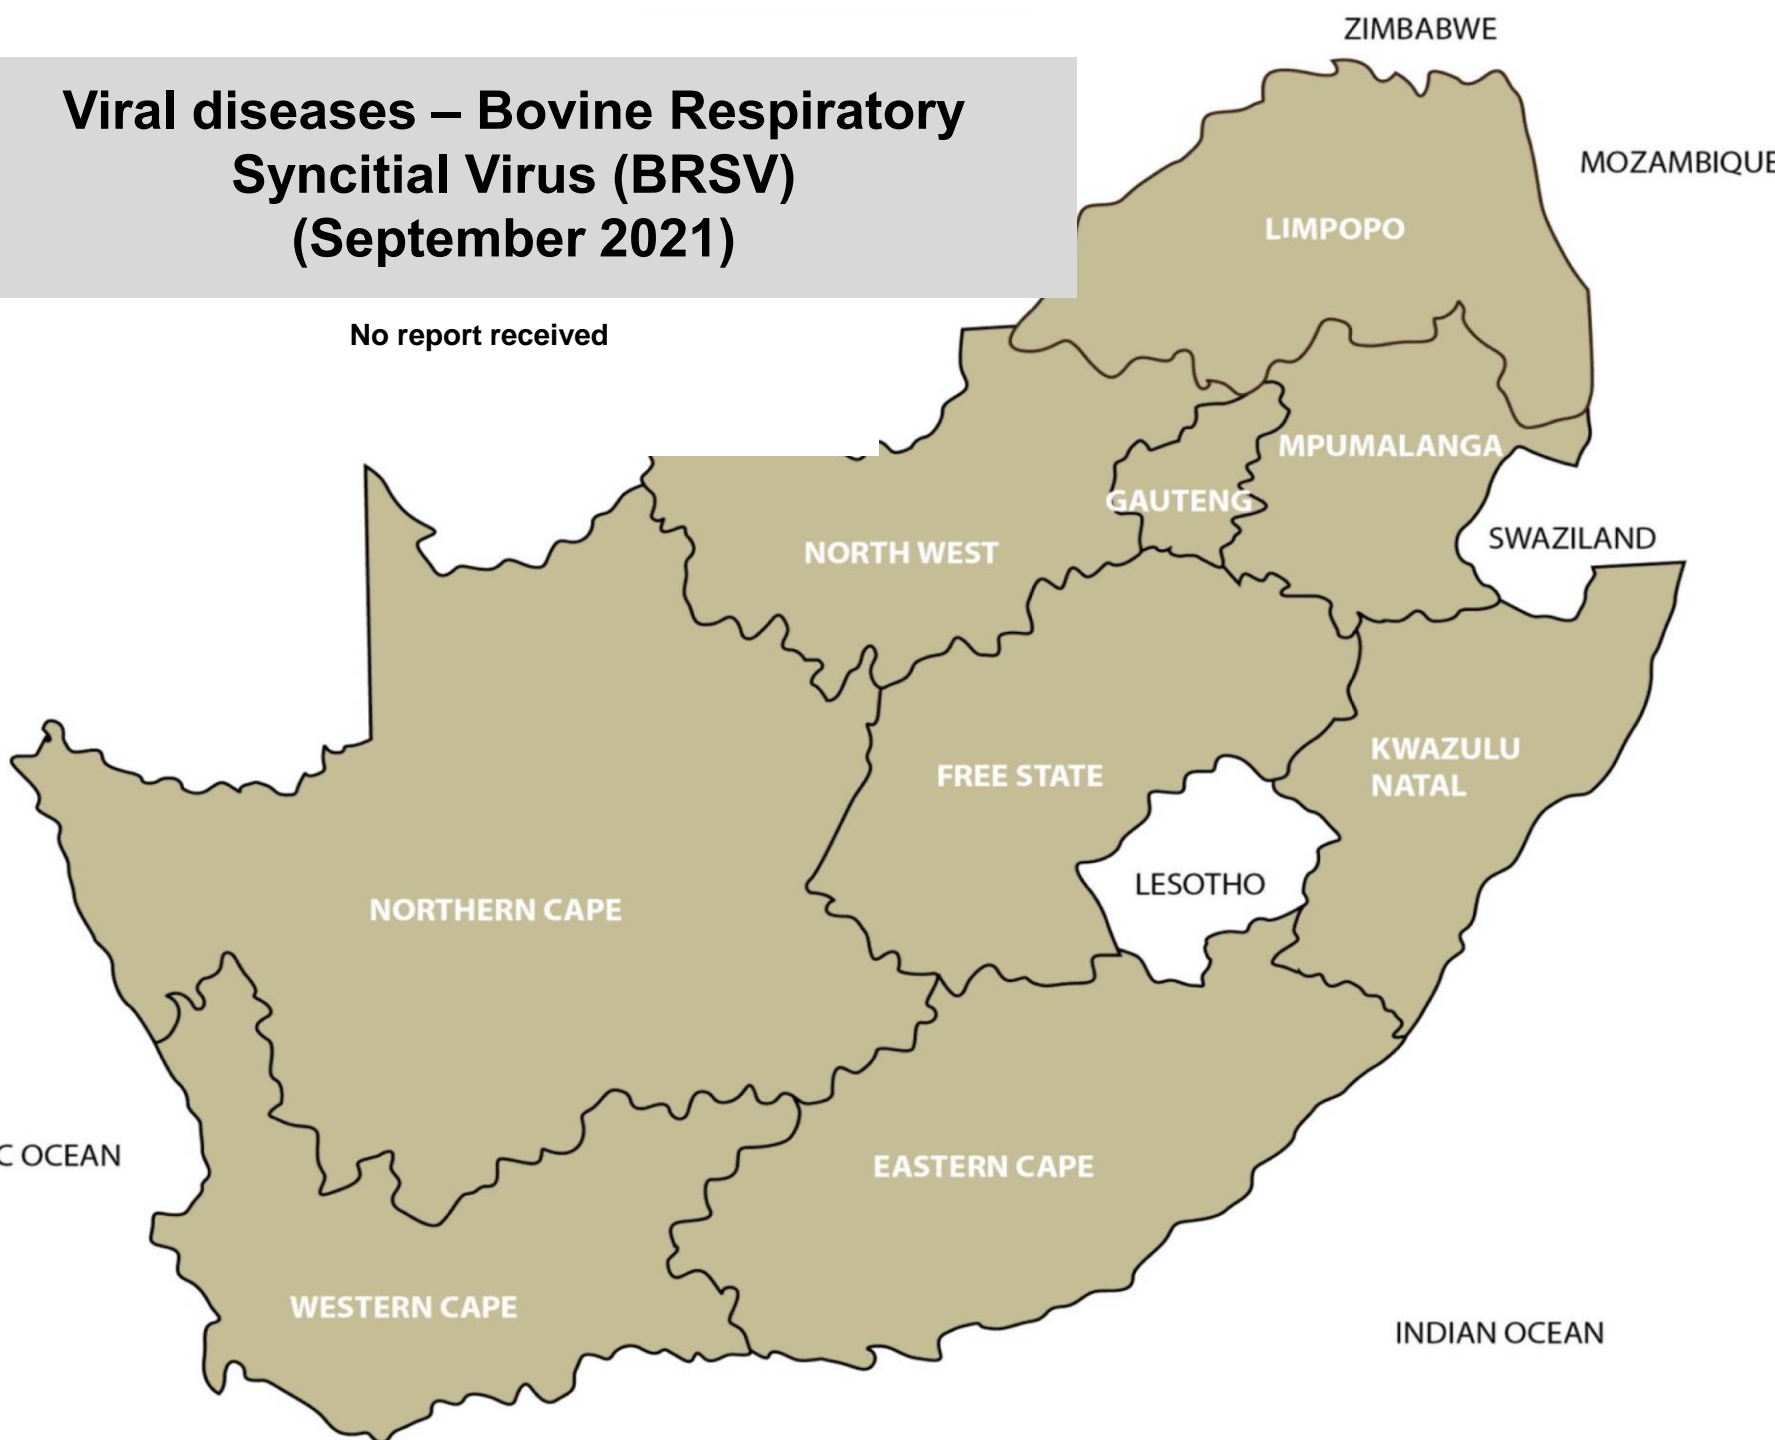 ZIMBABWE
Viral diseases – Bovine Respiratory
Syncitial Virus (BRSV)
(September 2021)
MOZAMBIQUE
LIMPOPO
No report received
MPUMALANGA
GAUTENG
SWAZILAND
NORTH WEST
KWAZULU
NATAL
FREE STATE
LESOTHO
NORTHERN CAPE
C OCEAN
EASTERN CAPE
WESTERN CAPE
INDIAN OCEAN